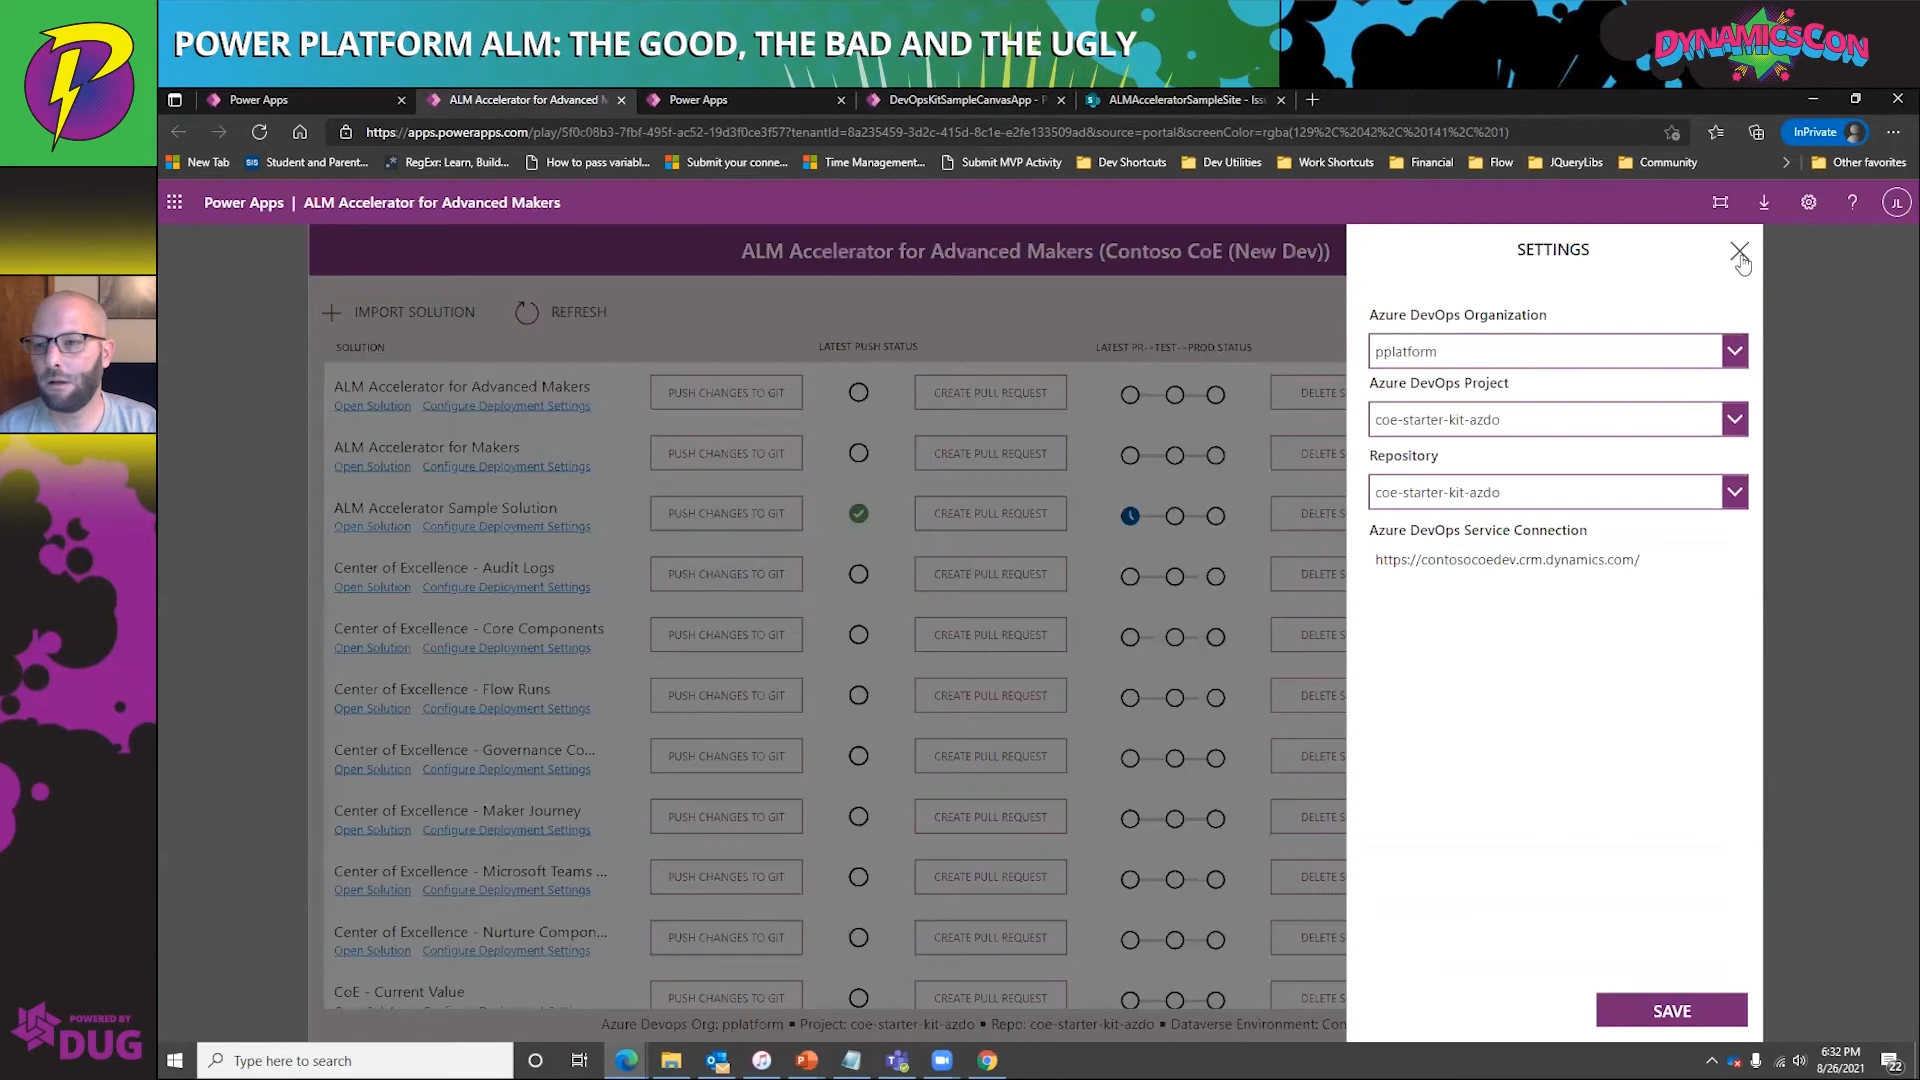 POWER PLATFORM ALM: THE GOOD, THE BAD AND THE UGLY
DYNAMICSCON
Power Apps
ALM Accelerator for Advanced M
Power Apps
DevOpsKitSampleCanvasApp - P
ALMAcceleratorSampleSite - Iss
https://apps.powerapps.com/play/5f0c08b3-7fbf-495f-ac52-19d3f0ce3f57?tenantId=8a235459-3d2c-415d-8c1e-e2fe133509ad&source=portal&screenColor=rgba(129%2C%2042%2C%20141%2C%201)
InPrivate
New Tab
SIS
Student and Parent...
RegExr: Learn, Build...
How to pass variabl...
Submit your conne...
Time Management...
Submit MVP Activity
Dev Shortcuts
Dev Utilities
Work Shortcuts
Financial
Flow
JQueryLibs
Community
Other favorites
Power Apps | ALM Accelerator for Advanced Makers
JL
ALM Accelerator for Advanced Makers (Contoso CoE (New Dev))
IMPORT SOLUTION REFRESH
SOLUTION LATEST PUSH STATUS LATEST PR->TEST->PROD STATUS
ALM Accelerator for Advanced Makers
Open Solution Configure Deployment Settings
PUSH CHANGES TO GIT CREATE PULL REQUEST DELETE S
ALM Accelerator for Makers
Open Solution Configure Deployment Settings
PUSH CHANGES TO GIT CREATE PULL REQUEST DELETE S
ALM Accelerator Sample Solution
Open Solution Configure Deployment Settings
PUSH CHANGES TO GIT CREATE PULL REQUEST DELETE S
Center of Excellence - Audit Logs
Open Solution Configure Deployment Settings
PUSH CHANGES TO GIT CREATE PULL REQUEST DELETE S
Center of Excellence - Core Components
Open Solution Configure Deployment Settings
PUSH CHANGES TO GIT CREATE PULL REQUEST DELETE S
Center of Excellence - Flow Runs
Open Solution Configure Deployment Settings
PUSH CHANGES TO GIT CREATE PULL REQUEST DELETE S
Center of Excellence - Governance Co...
Open Solution Configure Deployment Settings
PUSH CHANGES TO GIT CREATE PULL REQUEST DELETE S
Center of Excellence - Maker Journey
Open Solution Configure Deployment Settings
PUSH CHANGES TO GIT CREATE PULL REQUEST DELETE S
Center of Excellence - Microsoft Teams ...
Open Solution Configure Deployment Settings
PUSH CHANGES TO GIT CREATE PULL REQUEST DELETE S
Center of Excellence - Nurture Compon...
Open Solution Configure Deployment Settings
PUSH CHANGES TO GIT CREATE PULL REQUEST DELETE S
CoE - Current Value
PUSH CHANGES TO GIT CREATE PULL REQUEST DELETE S
Azure Devops Org: pplatform ▪ Project: coe-starter-kit-azdo ▪ Repo: coe-starter-kit-azdo ▪ Dataverse Environment: Con
SETTINGS
Azure DevOps Organization
pplatform
Azure DevOps Project
coe-starter-kit-azdo
Repository
coe-starter-kit-azdo
Azure DevOps Service Connection
https://contosocoedev.crm.dynamics.com/
SAVE
POWERED BY
DUG
Type here to search
6:32 PM
8/26/2021
22